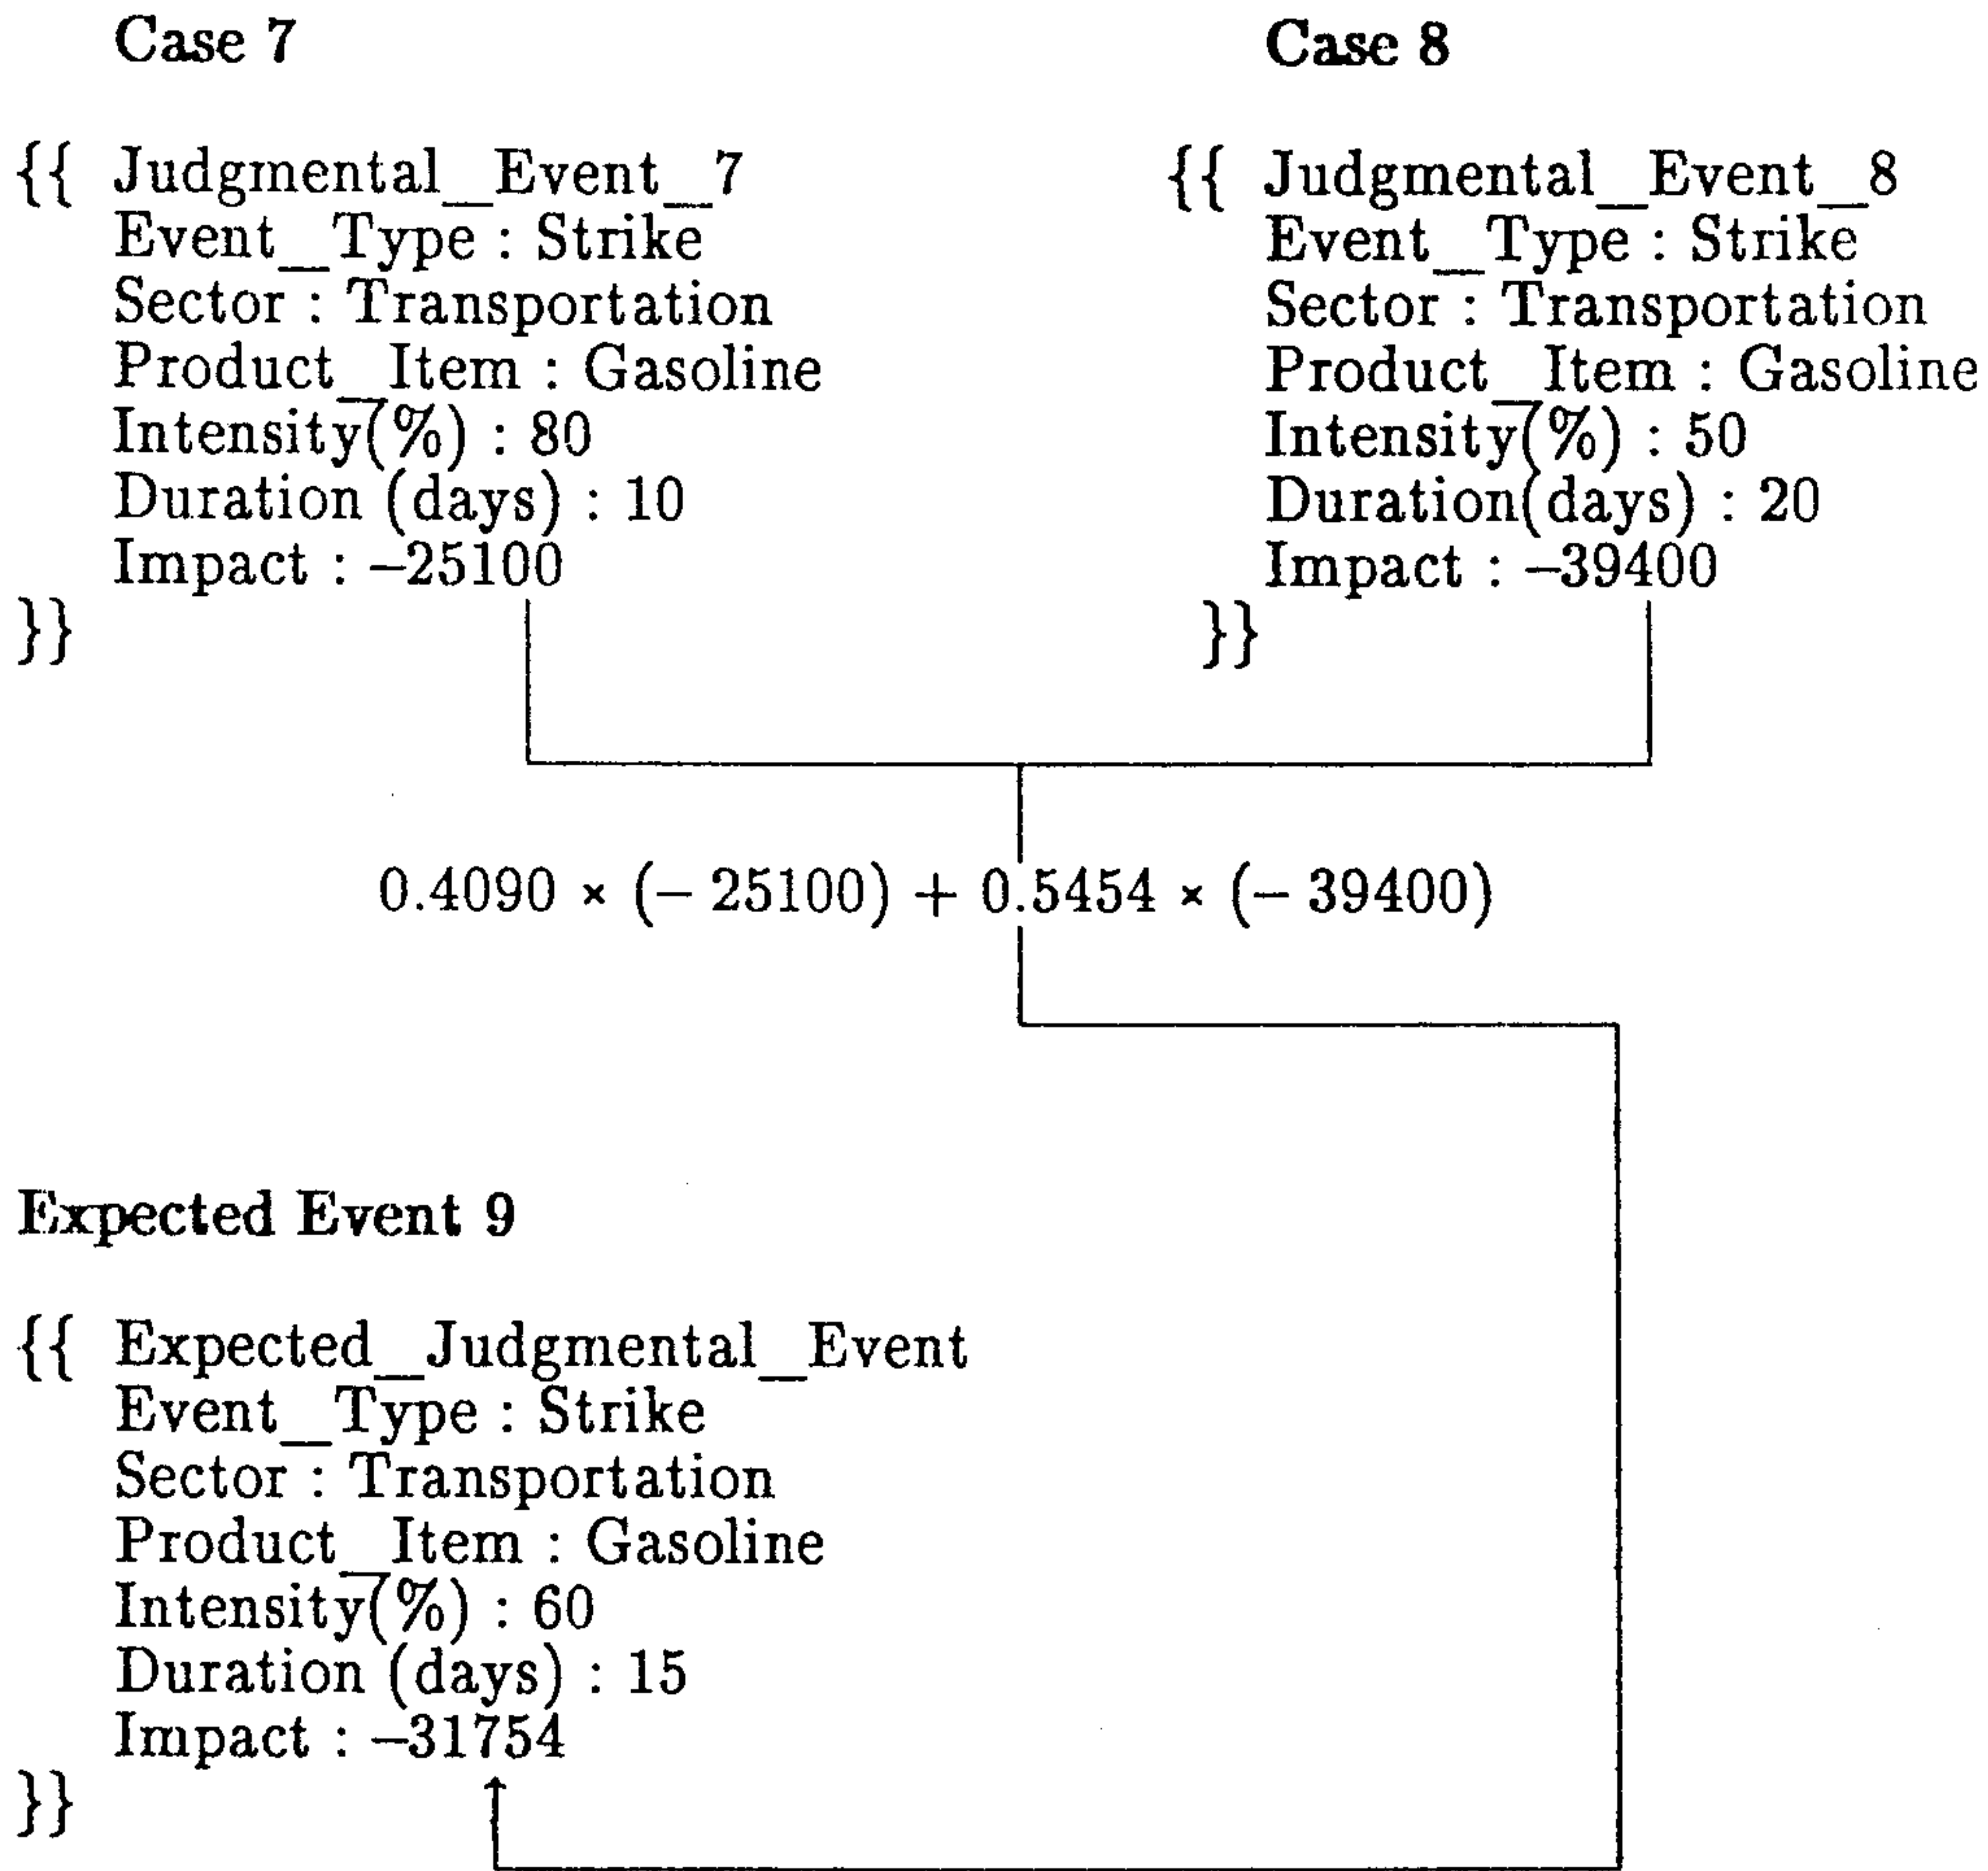 Case 7
{{ Judgmental_Event_7
Event_Type : Strike
Sector : Transportation
Product_Item : Gasoline
Intensity(%) : 80
Duration (days) : 10
Impact : –25100
}}
Case 8
{{ Judgmental_Event_8
Event_Type : Strike
Sector : Transportation
Product_Item : Gasoline
Intensity(%) : 50
Duration(days) : 20
Impact : –39400
}}
0.4090 × (– 25100) + 0.5454 × (– 39400)
Expected Event 9
{{ Expected_Judgmental_Event
Event_Type : Strike
Sector : Transportation
Product_Item : Gasoline
Intensity(%) : 60
Duration (days) : 15
Impact : –31754
}}